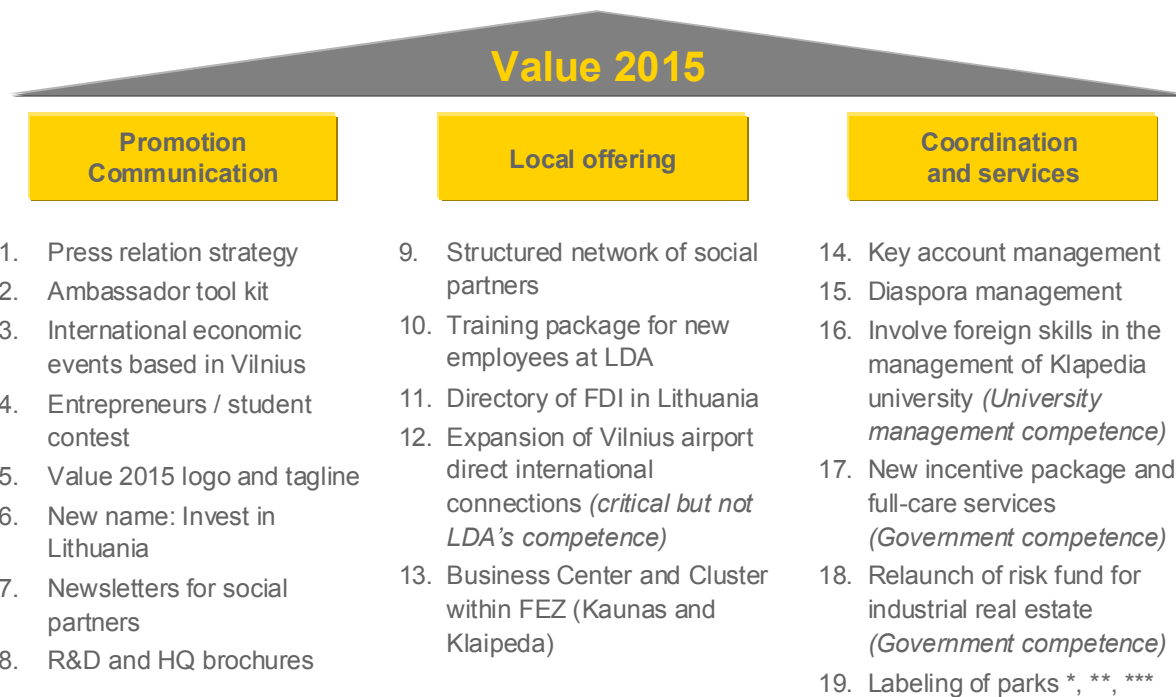 Value 2015
Promotion
Communication
1. Press relation strategy
2. Ambassador tool kit
3. International economic
events based in Vilnius
4. Entrepreneurs / student
contest
5. Value 2015 logo and tagline
6. New name: Invest in
Lithuania
7. Newsletters for social
partners
8. R&D and HQ brochures
Local offering
9. Structured network of social
partners
10. Training package for new
employees at LDA
11. Directory of FDI in Lithuania
12. Expansion of Vilnius airport
direct international
connections (critical but not
LDA's competence)
13. Business Center and Cluster
within FEZ (Kaunas and
Klaipeda)
Coordination
and services
14. Key account management
15. Diaspora management
16. Involve foreign skills in the
management of Klapedia
university (University
management competence)
17. New incentive package and
full-care services
(Government competence)
18. Relaunch of risk fund for
industrial real estate
(Government competence)
19. Labeling of parks *, **, ***